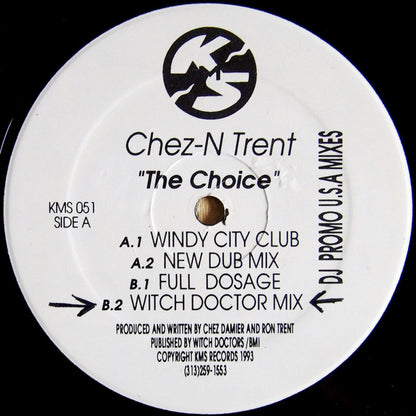 KMS
Chez-N Trent
"The Choice"
KMS 051
SIDE A
A.1 WINDY CITY CLUB
A.2 NEW DUB MIX
B.1 FULL DOSAGE
B.2 WITCH DOCTOR MIX
DJ PROMO U.S.A MIXES
PRODUCED AND WRITTEN BY CHEZ DAMIER AND RON TRENT
PUBLISHED BY WITCH DOCTORS /BMI
COPYRIGHT KMS RECORDS 1993
(313)259-1553